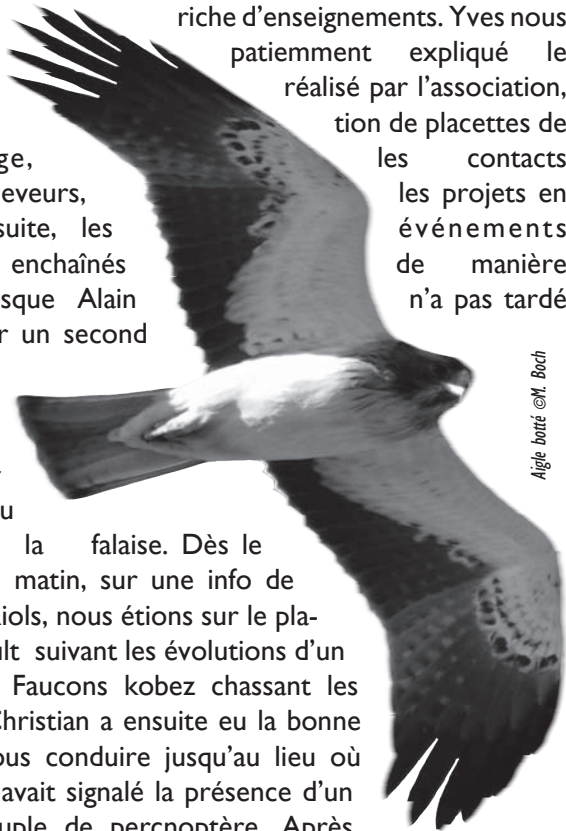 riche d’enseignements. Yves nous
patiemment expliqué le
réalisé par l’association,
tion de placettes de
ge, les contacts
eveurs, les projets en
suite, les événements
enchaînés de manière
sque Alain n'a pas tardé
r un second
Aigle botté ©M. Boch
u
la falaise. Dès le
matin, sur une info de
iols, nous étions sur le pla-
ult suivant les évolutions d’un
Faucons kobez chassant les
Christian a ensuite eu la bonne
ous conduire jusqu’au lieu où
avait signalé la présence d’un
uple de percnoptère. Après